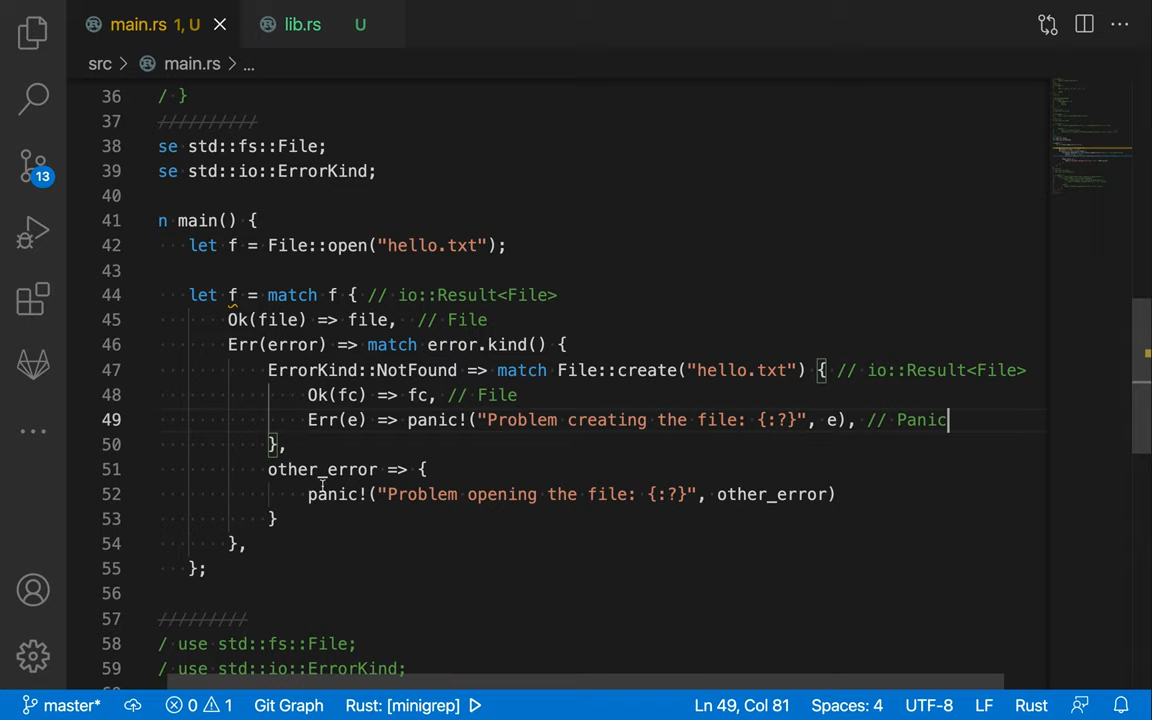 main.rs 1, U
lib.rs U
src > main.rs > ...
13
36 / }
37 //////////
38 se std::fs::File;
39 se std::io::ErrorKind;
40
41 n main() {
42 let f = File::open("hello.txt");
43
44 let f = match f { // io::Result<File>
45 Ok(file) => file, // File
46 Err(error) => match error.kind() {
47 ErrorKind::NotFound => match File::create("hello.txt") { // io::Result<File>
48 Ok(fc) => fc, // File
49 Err(e) => panic!("Problem creating the file: {:?}", e), // Panic
50 },
51 other_error => {
52 panic!("Problem opening the file: {:?}", other_error)
53 }
54 },
55 };
56
57 /////////
58 / use std::fs::File;
59 / use std::io::ErrorKind;
master* 0 1 Git Graph Rust: [minigrep] Ln 49, Col 81 Spaces: 4 UTF-8 LF Rust